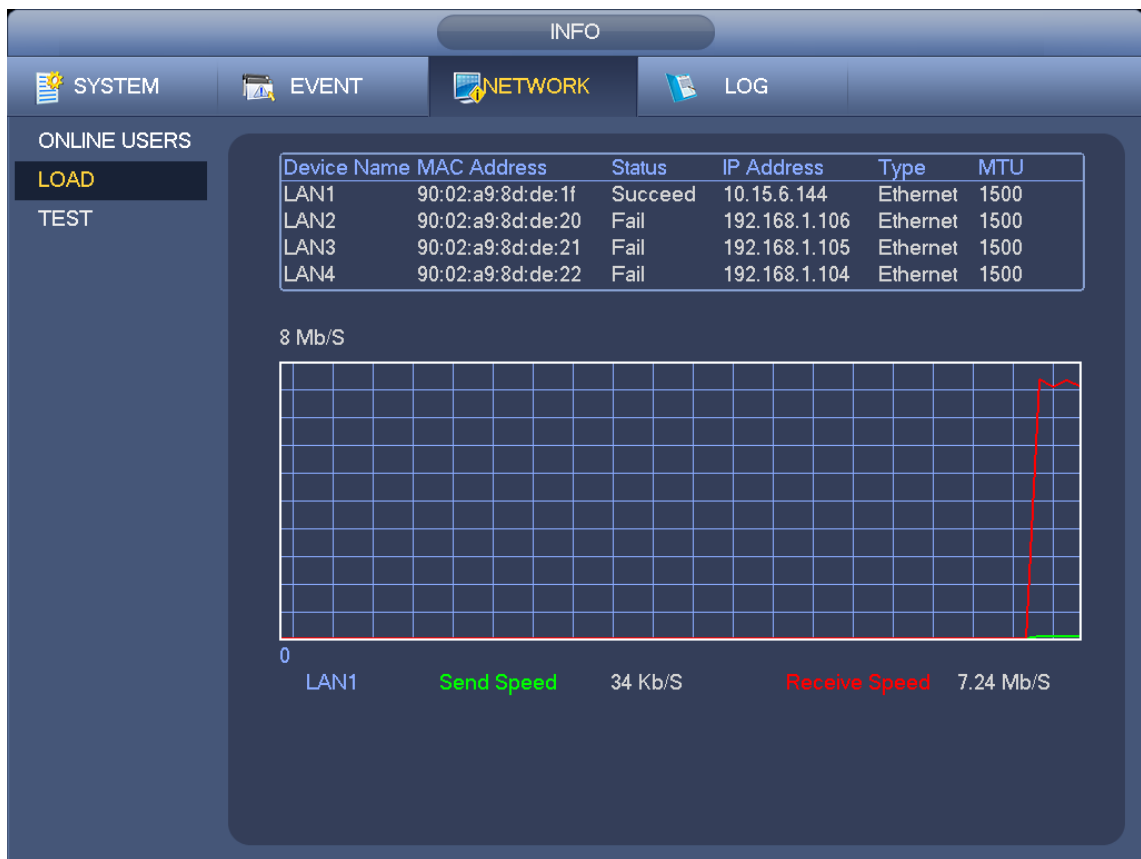 INFO
SYSTEM EVENT NETWORK LOG
ONLINE USERS
LOAD
TEST
Device Name MAC Address Status IP Address Type MTU
LAN1 90:02:a9:8d:de:1f Succeed 10.15.6.144 Ethernet 1500
LAN2 90:02:a9:8d:de:20 Fail 192.168.1.106 Ethernet 1500
LAN3 90:02:a9:8d:de:21 Fail 192.168.1.105 Ethernet 1500
LAN4 90:02:a9:8d:de:22 Fail 192.168.1.104 Ethernet 1500
8 Mb/S
0
LAN1 Send Speed 34 Kb/S Receive Speed 7.24 Mb/S